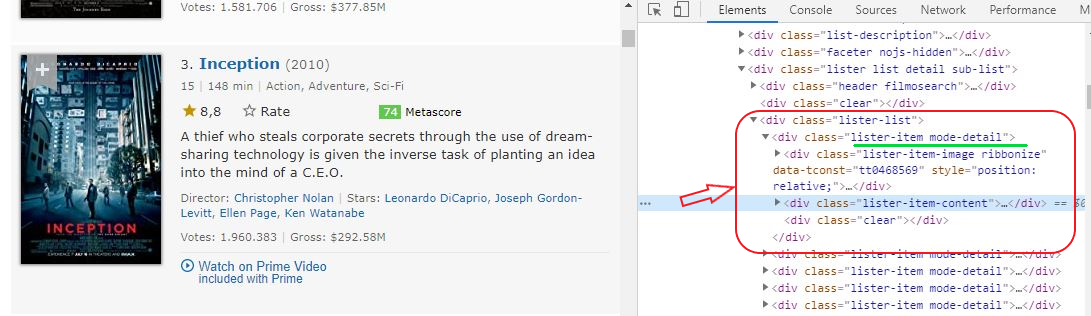 Votes: 1.581.706 | Gross: $377.85M
3. Inception (2010)
15 | 148 min | Action, Adventure, Sci-Fi
8,8 Rate 74 Metascore
A thief who steals corporate secrets through the use of dream-
sharing technology is given the inverse task of planting an idea
into the mind of a C.E.O.
Director: Christopher Nolan | Stars: Leonardo DiCaprio, Joseph Gordon-
Levitt, Ellen Page, Ken Watanabe
Votes: 1.960.383 | Gross: $292.58M
Watch on Prime Video
included with Prime
INCEPTION
Elements Console Sources Network Performance M
<div class="list-description">…</div>
<div class="faceter nojs-hidden">…</div>
<div class="lister list detail sub-list">
<div class="header filmosearch">…</div>
<div class="clear"></div>
<div class="lister-list">
<div class="lister-item mode-detail">
<div class="lister-item-image ribbonize"
data-tconst="tt0468569" style="position:
relative;">…</div>
… <div class="lister-item-content">…</div> == $0
<div class="clear"></div>
</div>
<div class="lister-item mode-detail">…</div>
<div class="lister-item mode-detail">…</div>
<div class="lister-item mode-detail">…</div>
<div class="lister-item mode-detail">…</div>